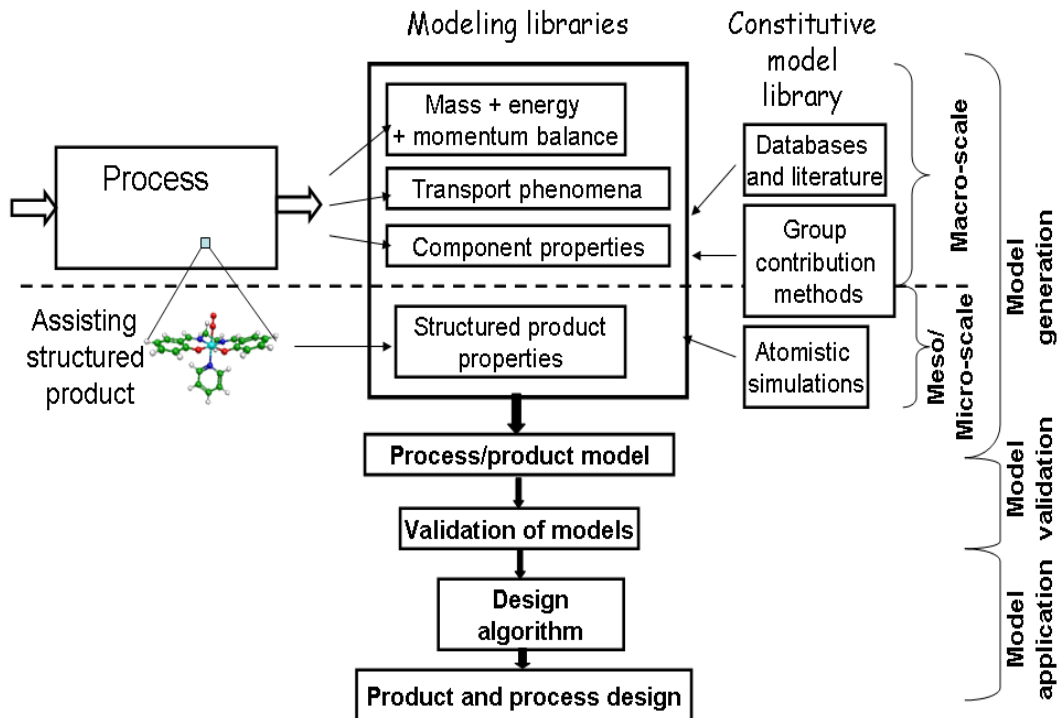 Modeling libraries
Constitutive
model
library
Mass + energy
+ momentum balance
Transport phenomena
Component properties
Structured product
properties
Process
Assisting
structured
product
Databases
and literature
Group
contribution
methods
Atomistic
simulations
Macro-scale
Meso/
Micro-scale
Model
generation
Process/product model
Validation of models
Model
validation
Design
algorithm
Product and process design
Model
application